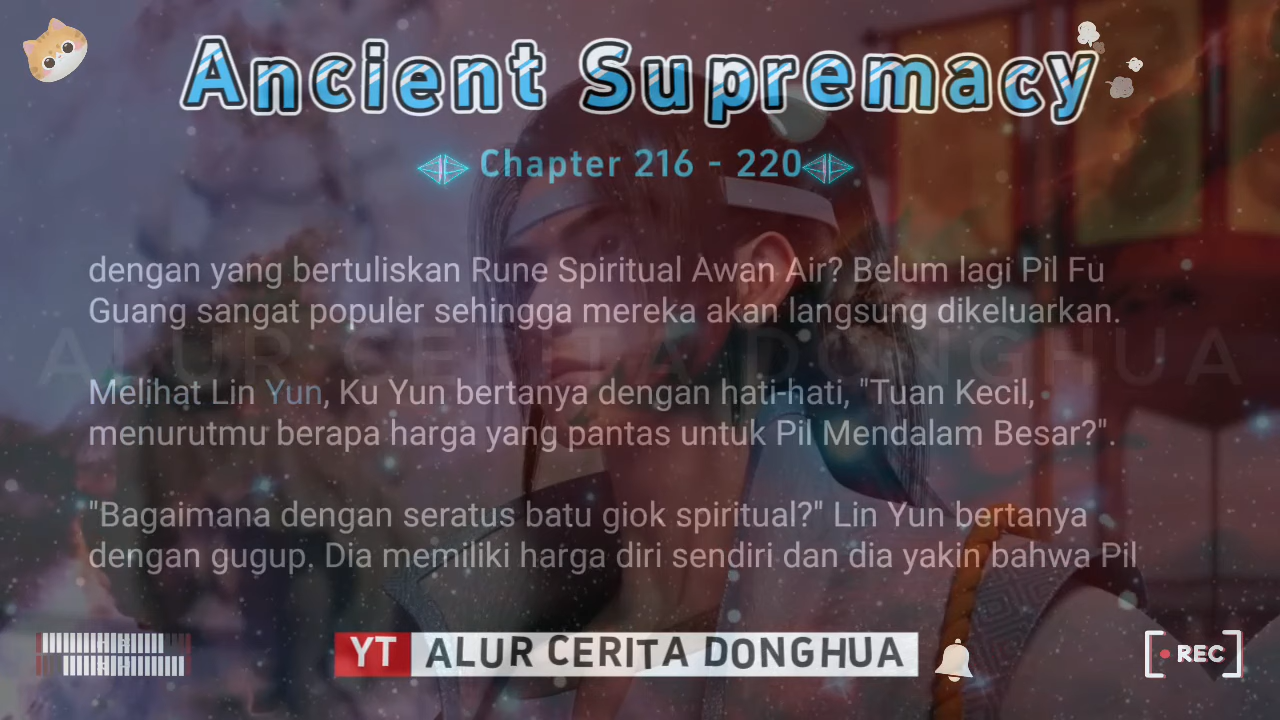 Ancient Supremacy
Chapter 216 - 220
dengan yang bertuliskan Rune Spiritual Awan Air? Belum lagi Pil Fu
Guang sangat populer sehingga mereka akan langsung dikeluarkan.
ALUR CERITA DONGHUA
Melihat Lin Yun, Ku Yun bertanya dengan hati-hati, "Tuan Kecil,
menurutmu berapa harga yang pantas untuk Pil Mendalam Besar?".
"Bagaimana dengan seratus batu giok spiritual?" Lin Yun bertanya
dengan gugup. Dia memiliki harga diri sendiri dan dia yakin bahwa Pil
YT ALUR CERITA DONGHUA
REC